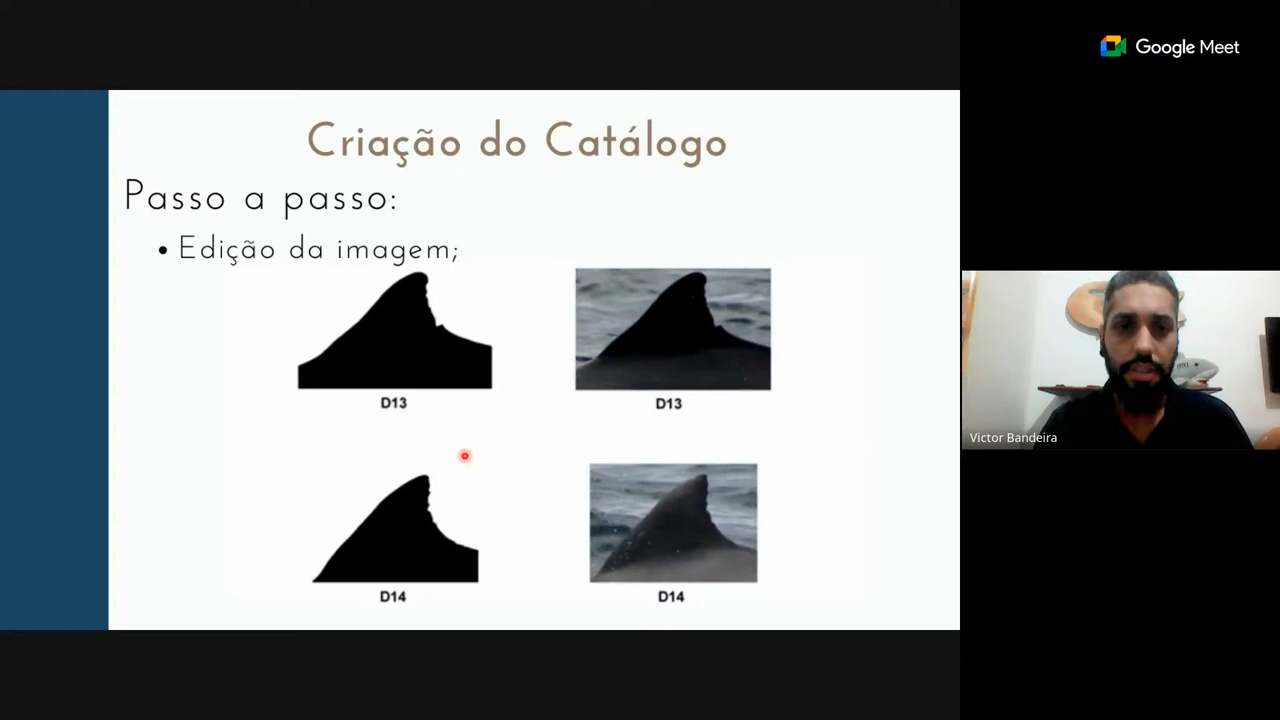 Google Meet
Criação do Catálogo
Passo a passo:
• Edição da imagem;
D13
D13
D14
D14
Victor Bandeira